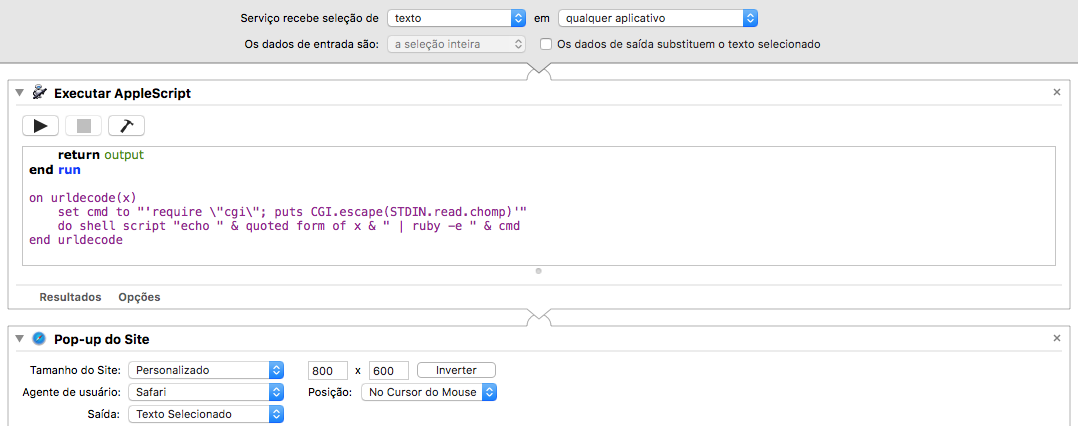 Serviço recebe seleção de texto em qualquer aplicativo
Os dados de entrada são: a seleção inteira Os dados de saída substituem o texto selecionado
Executar AppleScript
return output
end run
on urldecode(x)
set cmd to "'require \"cgi\"; puts CGI.escape(STDIN.read.chomp)'"
do shell script "echo " & quoted form of x & " | ruby -e " & cmd
end urldecode
Resultados Opções
Pop-up do Site
Tamanho do Site: Personalizado 800 x 600 Inverter
Agente de usuário: Safari Posição: No Cursor do Mouse
Saída: Texto Selecionado